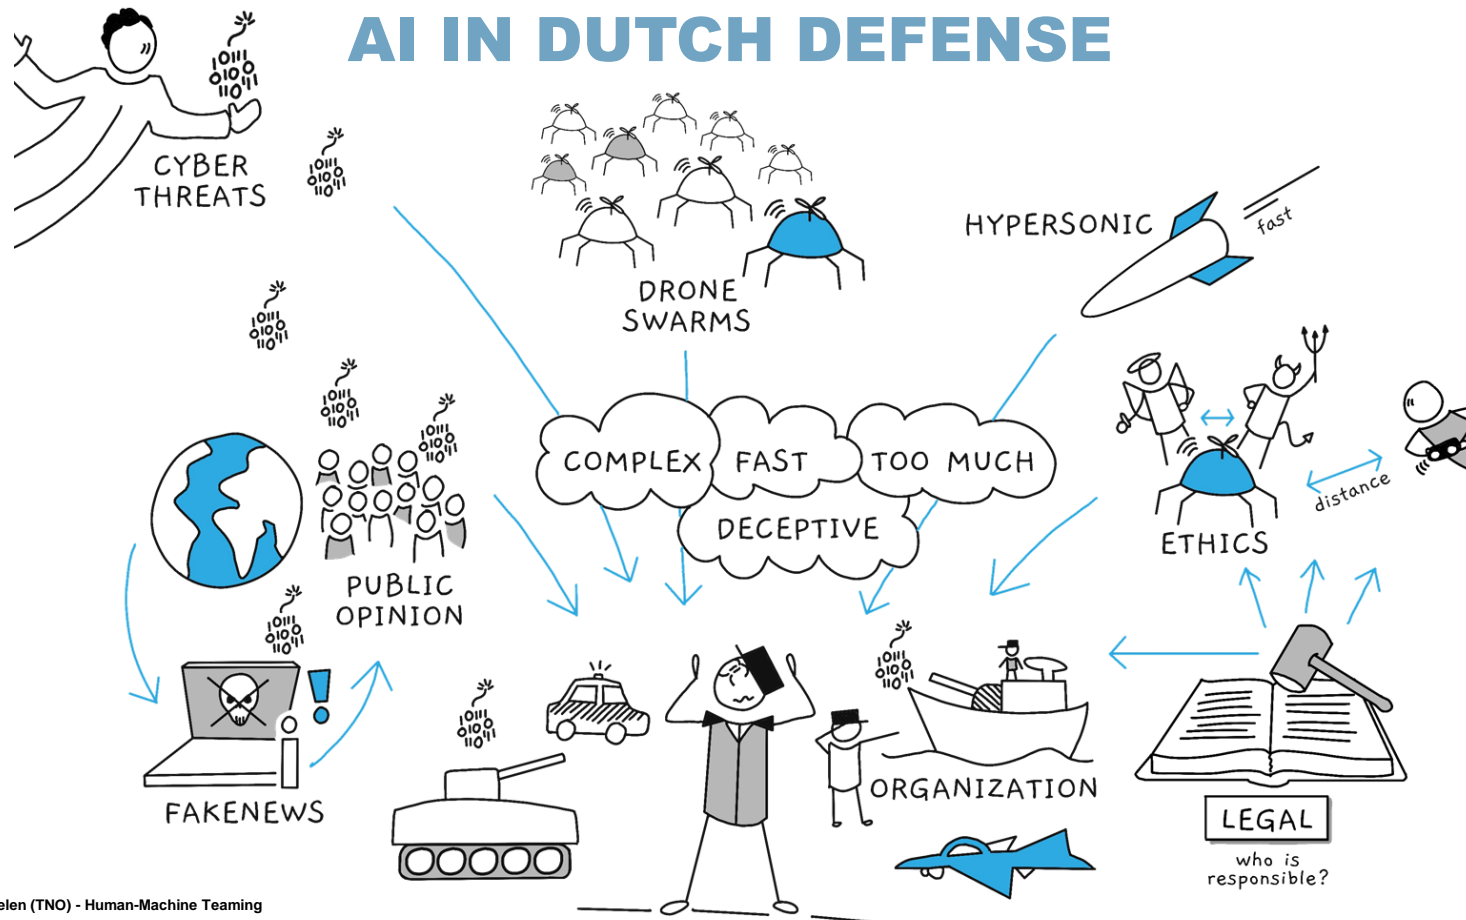 AI IN DUTCH DEFENSE
CYBER
THREATS
DRONE
SWARMS
HYPERSONIC
fast
COMPLEX
FAST
TOO MUCH
DECEPTIVE
distance
ETHICS
PUBLIC
OPINION
FAKENEWS
ORGANIZATION
LEGAL
who is
responsible?
(TNO) - Human-Machine Teaming